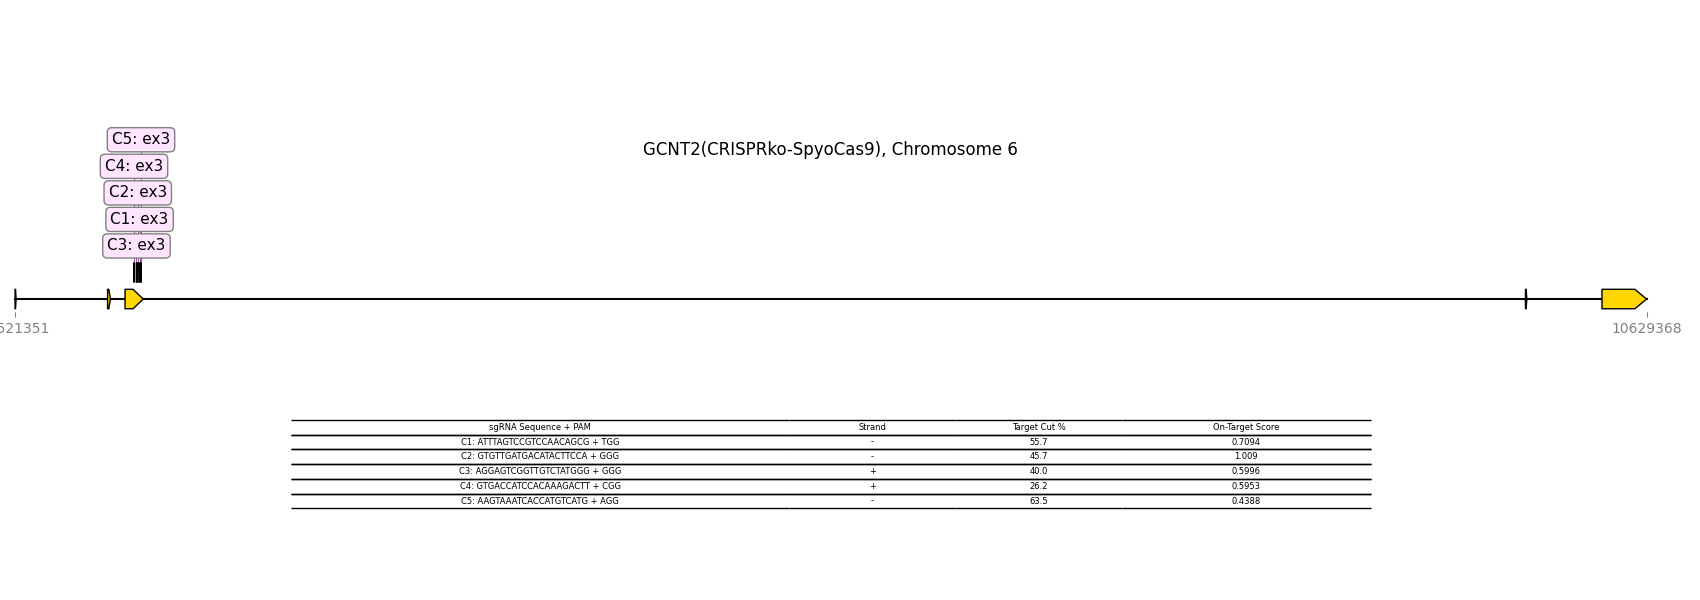 C5: ex3
GCNT2(CRISPRko-SpyoCas9), Chromosome 6
C4: ex3
C2: ex3
C1: ex3
C3: ex3
521351
10629368
sgRNA Sequence + PAM Strand Target Cut % On-Target Score
C1: ATTTAGTCCGTCCAACAGCG + TGG - 55.7 0.7094
C2: GTGTTGATGACATACTTCCA + GGG - 45.7 1.009
C3: AGGAGTCGGTTGTCTATGGG + GGG + 40.0 0.5996
C4: GTGACCATCCACAAAGACTT + CGG + 26.2 0.5953
C5: AAGTAAATCACCATGTCATG + AGG - 63.5 0.4388